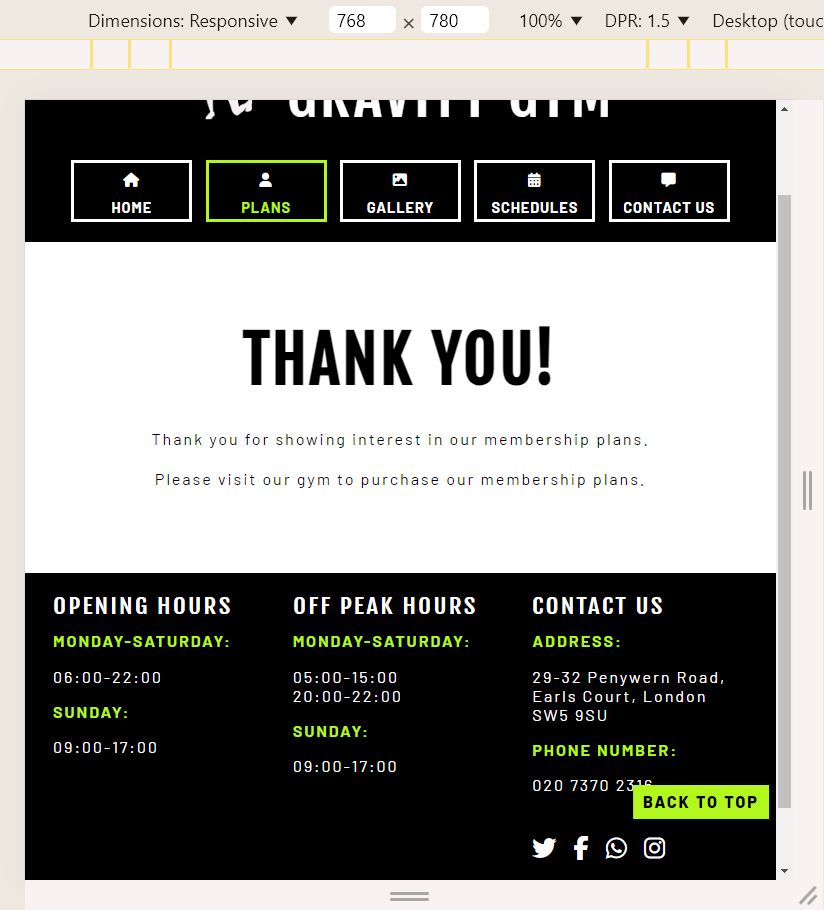 Dimensions: Responsive ▼ 768 × 780 100% ▼ DPR: 1.5 ▼ Desktop (touc
GRAVITY GYM
HOME PLANS GALLERY SCHEDULES CONTACT US
THANK YOU!
Thank you for showing interest in our membership plans.
Please visit our gym to purchase our membership plans.
OPENING HOURS
MONDAY-SATURDAY:
06:00-22:00
SUNDAY:
09:00-17:00
OFF PEAK HOURS
MONDAY-SATURDAY:
05:00-15:00
20:00-22:00
SUNDAY:
09:00-17:00
CONTACT US
ADDRESS:
29-32 Penywern Road,
Earls Court, London
SW5 9SU
PHONE NUMBER:
020 7370 2316
BACK TO TOP